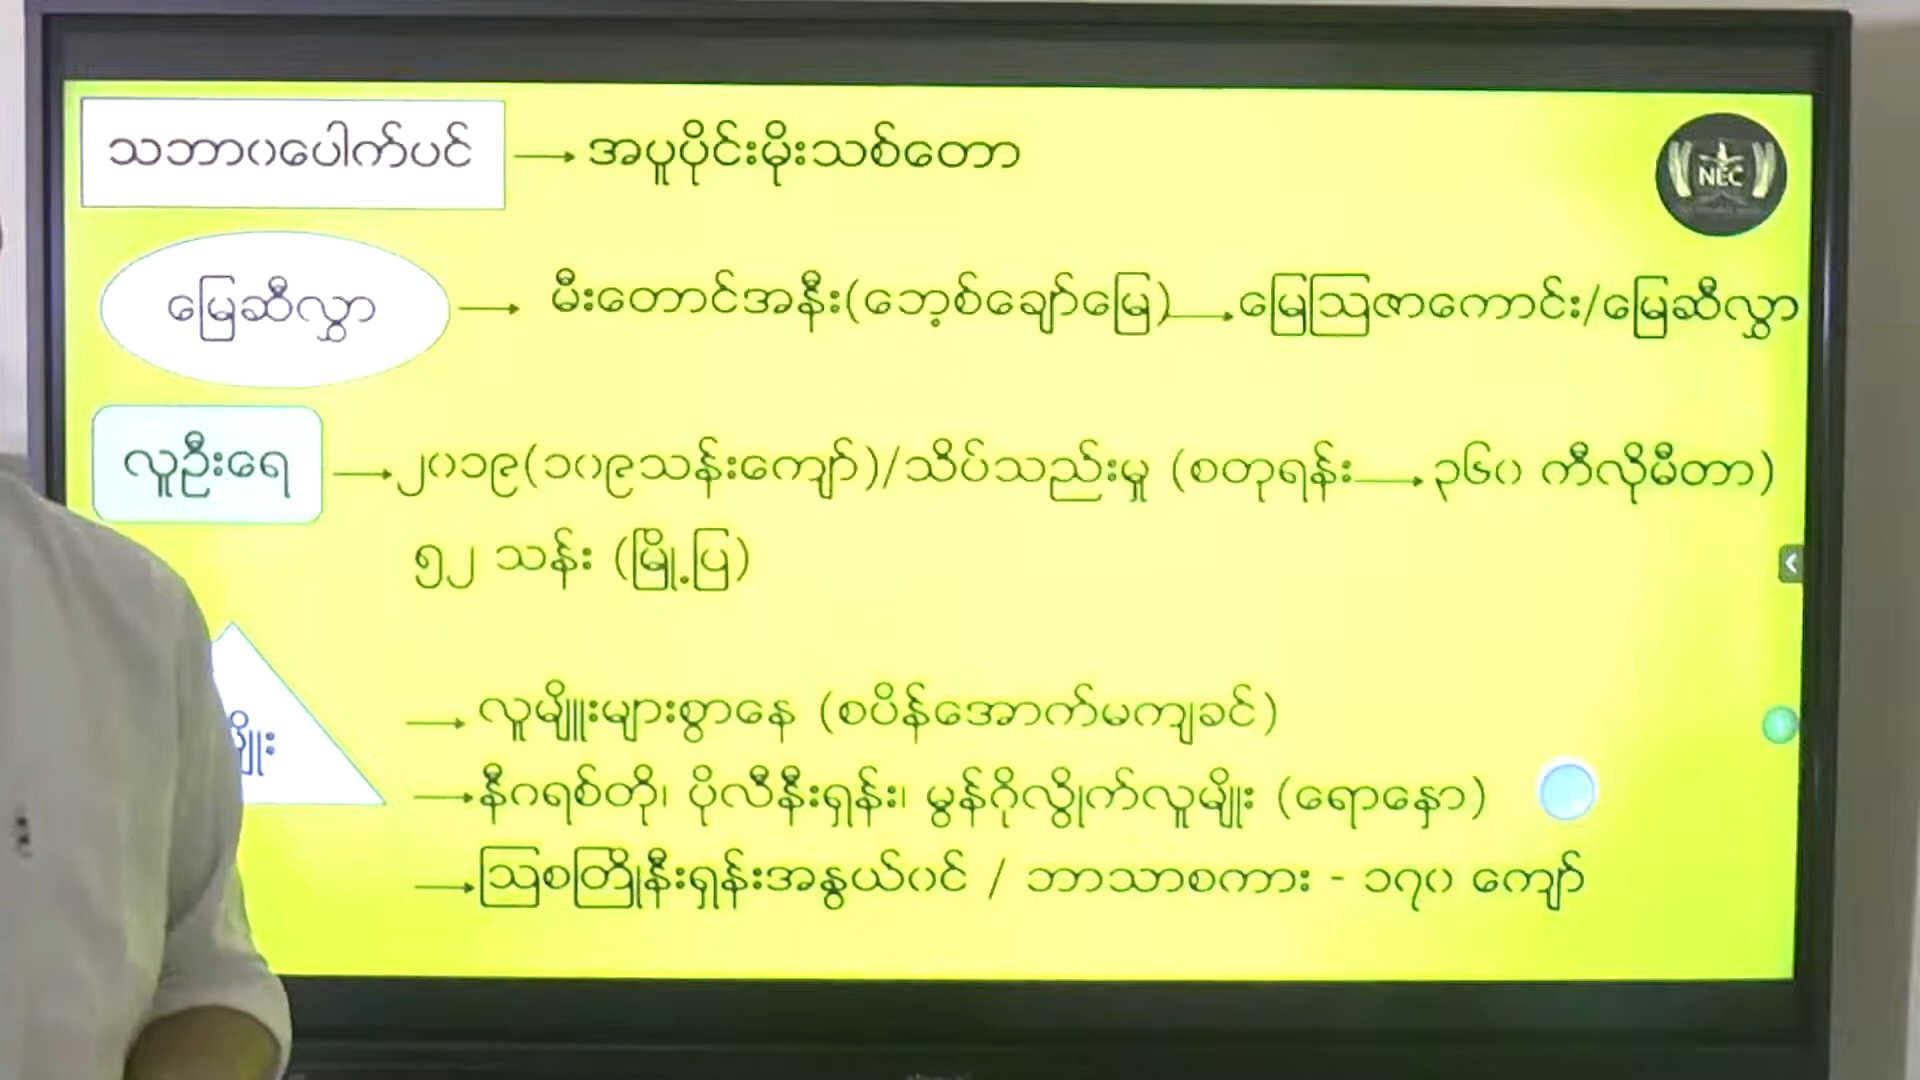 သဘာဝပေါက်ပင် → အပူပိုင်းမိုးသစ်တော
NEC
မြေဆီလွှာ → မီးတောင်အနီး(ဘေ့စ်ချော်မြေ) → မြေဩဇာကောင်း/မြေဆီလွှာ
လူဦးရေ → ၂၀၁၉(၁၀၉သန်းကျော်)/သိပ်သည်းမှု (စတုရန်း → ၃၆၀ ကီလိုမီတာ)
၅၂ သန်း (မြို့ပြ)
→ လူမျိူးများစွာနေ (စပိန်အောက်မကျခင်)
→ နီဂရစ်တို၊ ပိုလီနီးရှန်း၊ မွန်ဂိုလွိုက်လူမျိုး (ရောနှော)
→ ဩစတြိုနီးရှန်းအနွယ်ဝင် / ဘာသာစကား - ၁၇၀ ကျော်